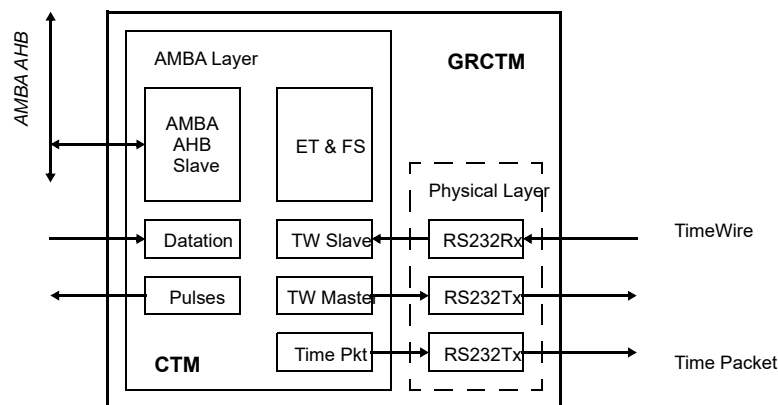 AMBA AHB
AMBA Layer
GRCTM
AMBA
AHB
Slave
ET & FS
Physical Layer
Datation
TW Slave
RS232Rx
TimeWire
Pulses
TW Master
RS232Tx
CTM
Time Pkt
RS232Tx
Time Packet